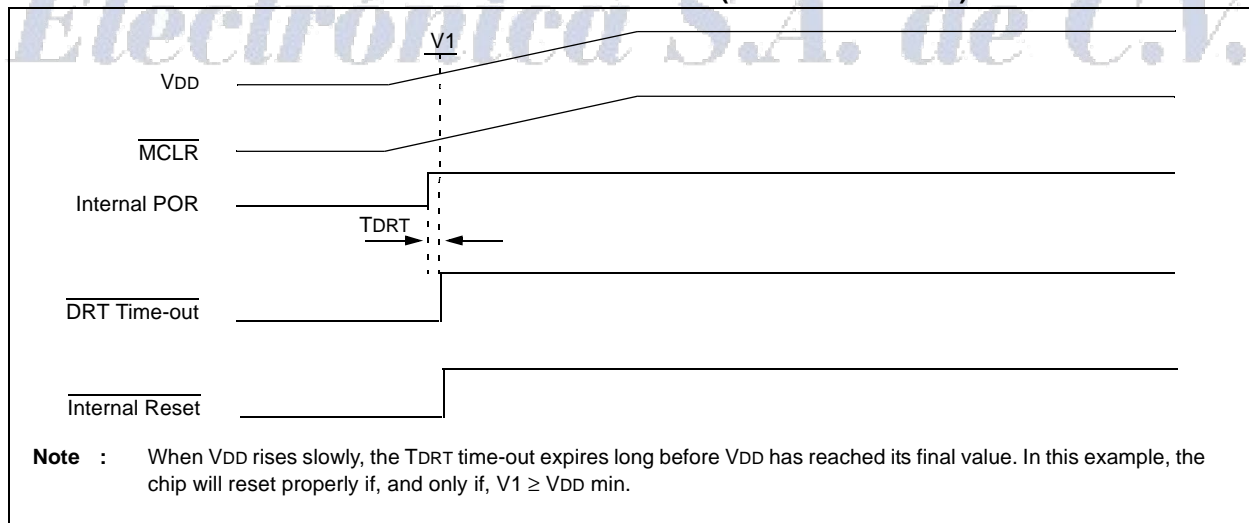 Electrónica S.A. de C.V.
V1
VDD
MCLR
Internal POR
TDRT
DRT Time-out
Internal Reset
Note : When VDD rises slowly, the TDRT time-out expires long before VDD has reached its final value. In this example, the
chip will reset properly if, and only if, V1 ≥ VDD min.